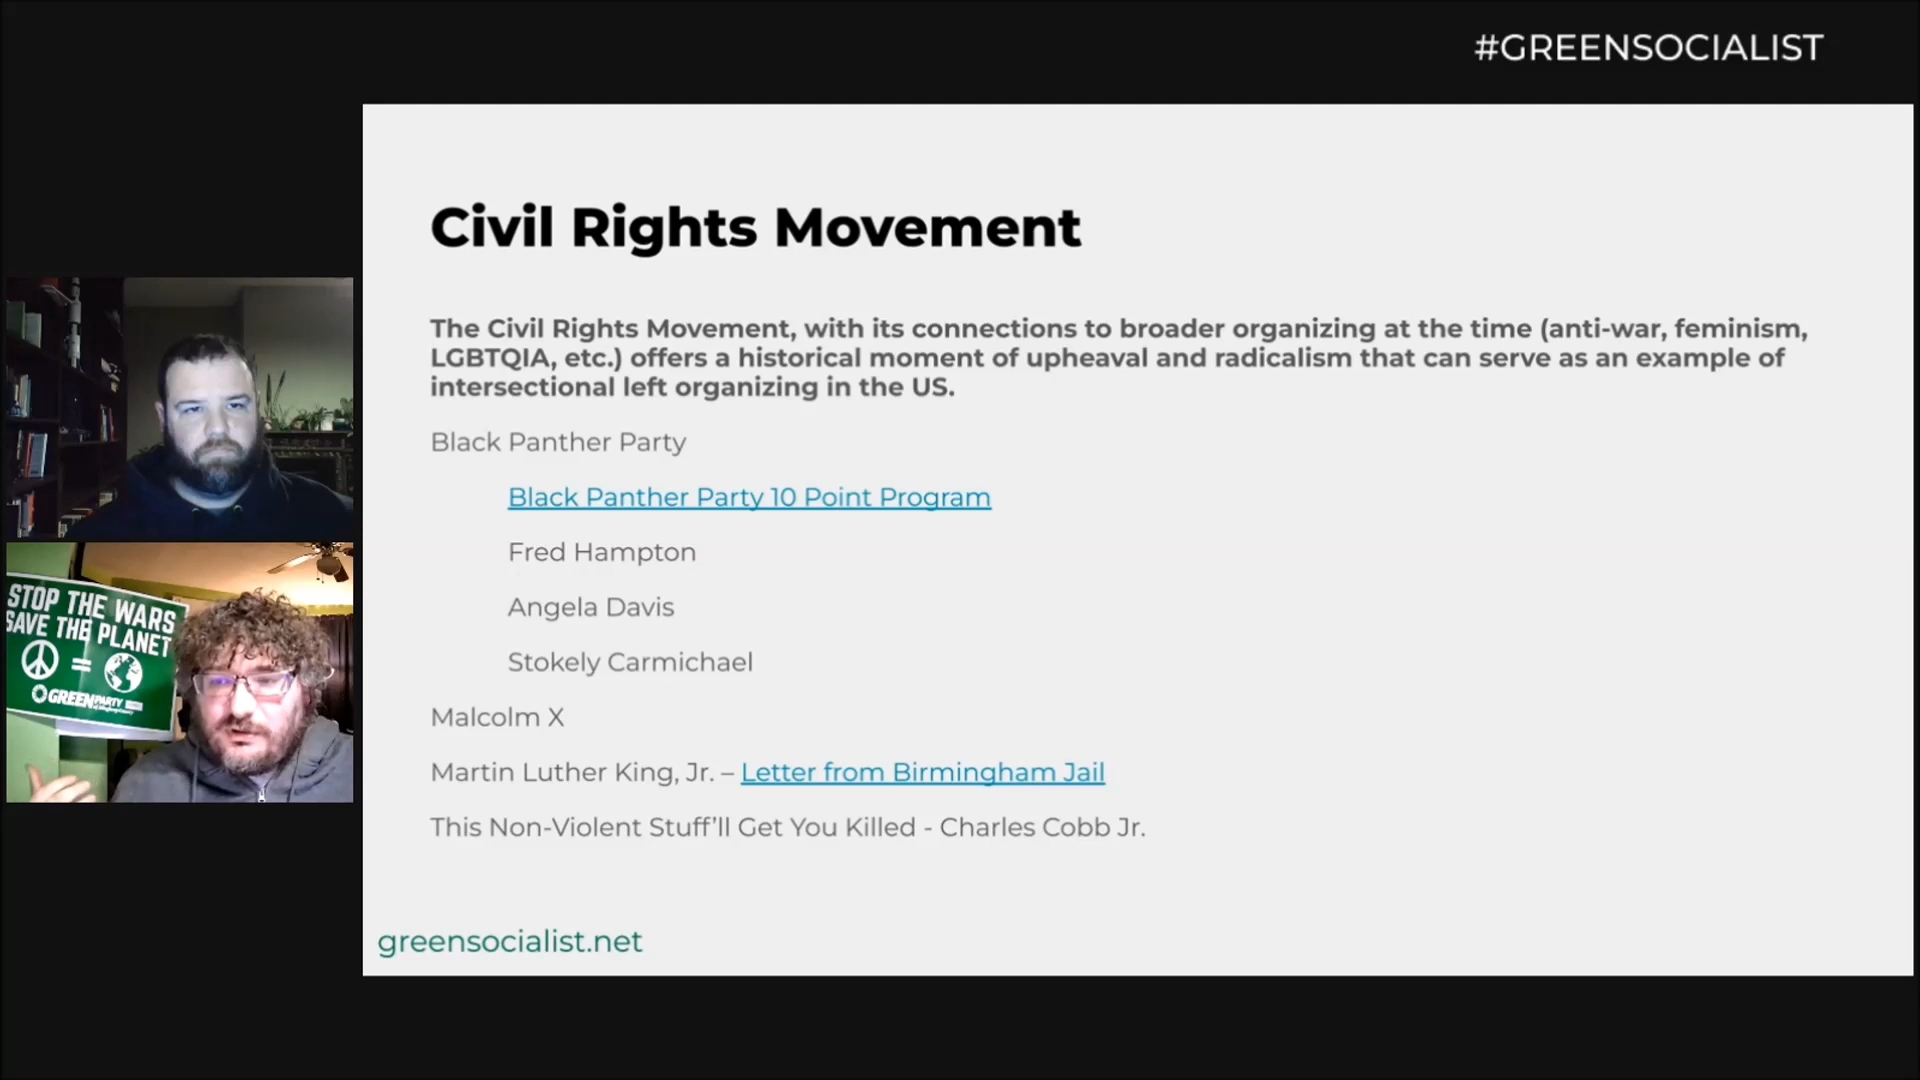 #GREENSOCIALIST
Civil Rights Movement
The Civil Rights Movement, with its connections to broader organizing at the time (anti-war, feminism,
LGBTQIA, etc.) offers a historical moment of upheaval and radicalism that can serve as an example of
intersectional left organizing in the US.
Black Panther Party
Black Panther Party 10 Point Program
Fred Hampton
Angela Davis
Stokely Carmichael
Malcolm X
Martin Luther King, Jr. – Letter from Birmingham Jail
This Non-Violent Stuff’ll Get You Killed - Charles Cobb Jr.
greensocialist.net
STOP THE WARS
SAVE THE PLANET
=
GREEN PARTY